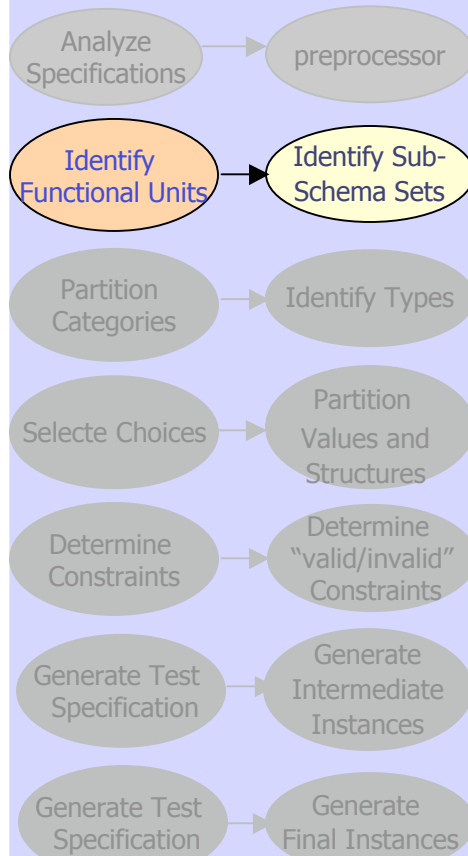 Analyze
Specifications
preprocessor
Identify
Functional Units
Identify Sub-
Schema Sets
Partition
Categories
Identify Types
Selecte Choices
Partition
Values and
Structures
Determine
Constraints
Determine
“valid/invalid”
Constraints
Generate Test
Specification
Generate
Intermediate
Instances
Generate Test
Specification
Generate
Final Instances